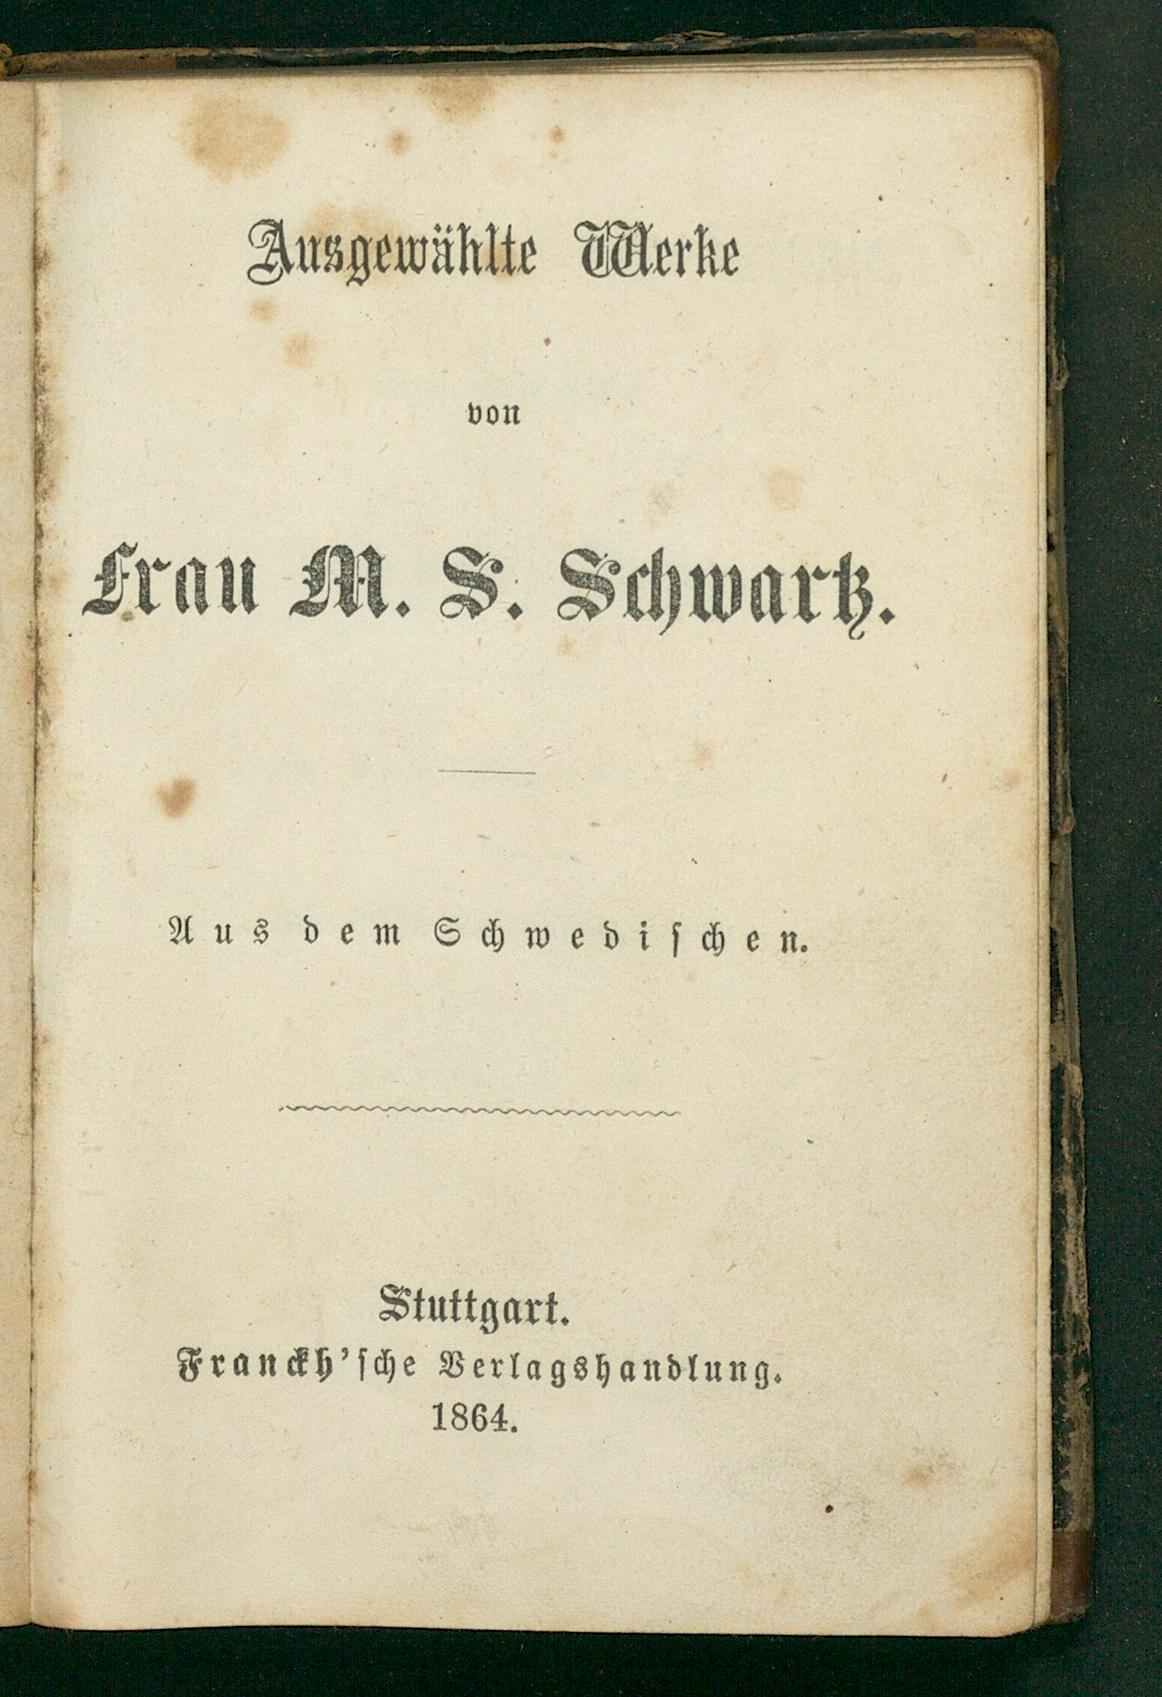 Ausgewählte Werke
von
Frau M. S. Schwartz.
Aus dem Schwedischen.
Stuttgart.
Franckh'sche Verlagshandlung.
1864.